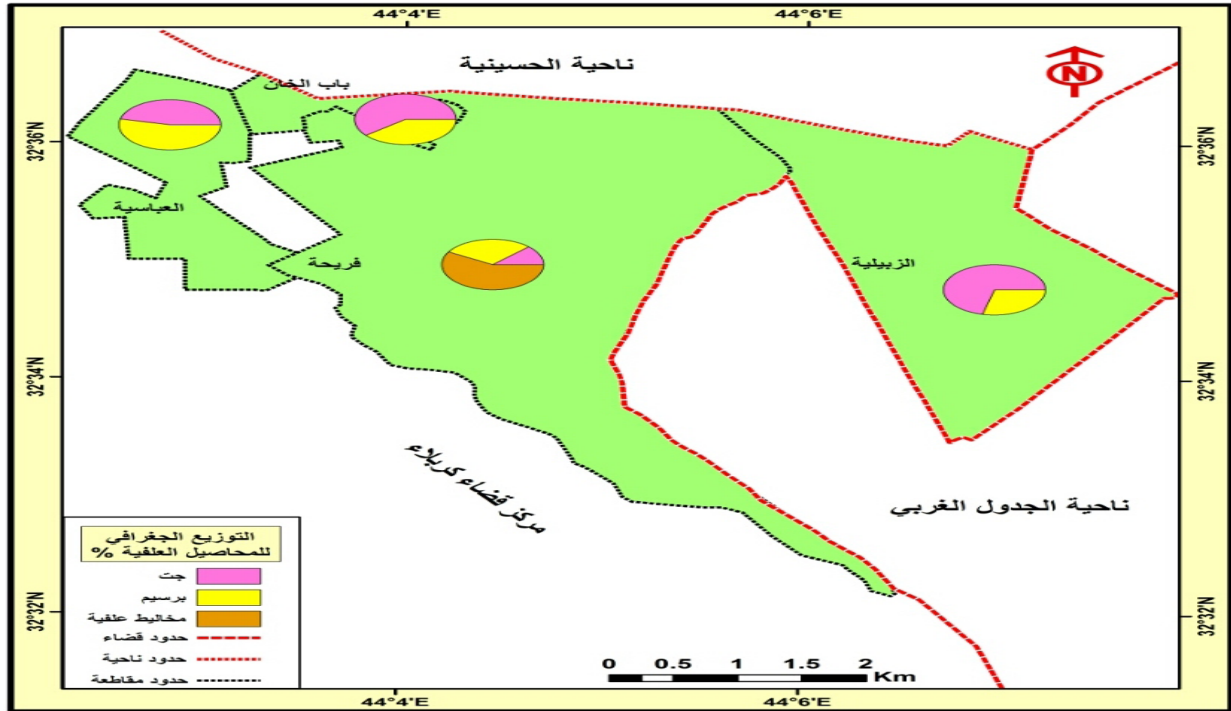 44°4'E 44°6'E
ناحية الحسينية
N
باب الخان
32°36'N 32°36'N
العباسية
فريحة
الزبيلية
32°34'N 32°34'N
مركز قضاء كربلاء
ناحية الجدول الغربي
التوزيع الجغرافي
للمحاصيل العلفية %
جت
برسيم
مخاليط علفية
حدود قضاء
حدود ناحية
حدود مقاطعة
32°32'N 32°32'N
0 0.5 1 1.5 2
Km
44°4'E 44°6'E